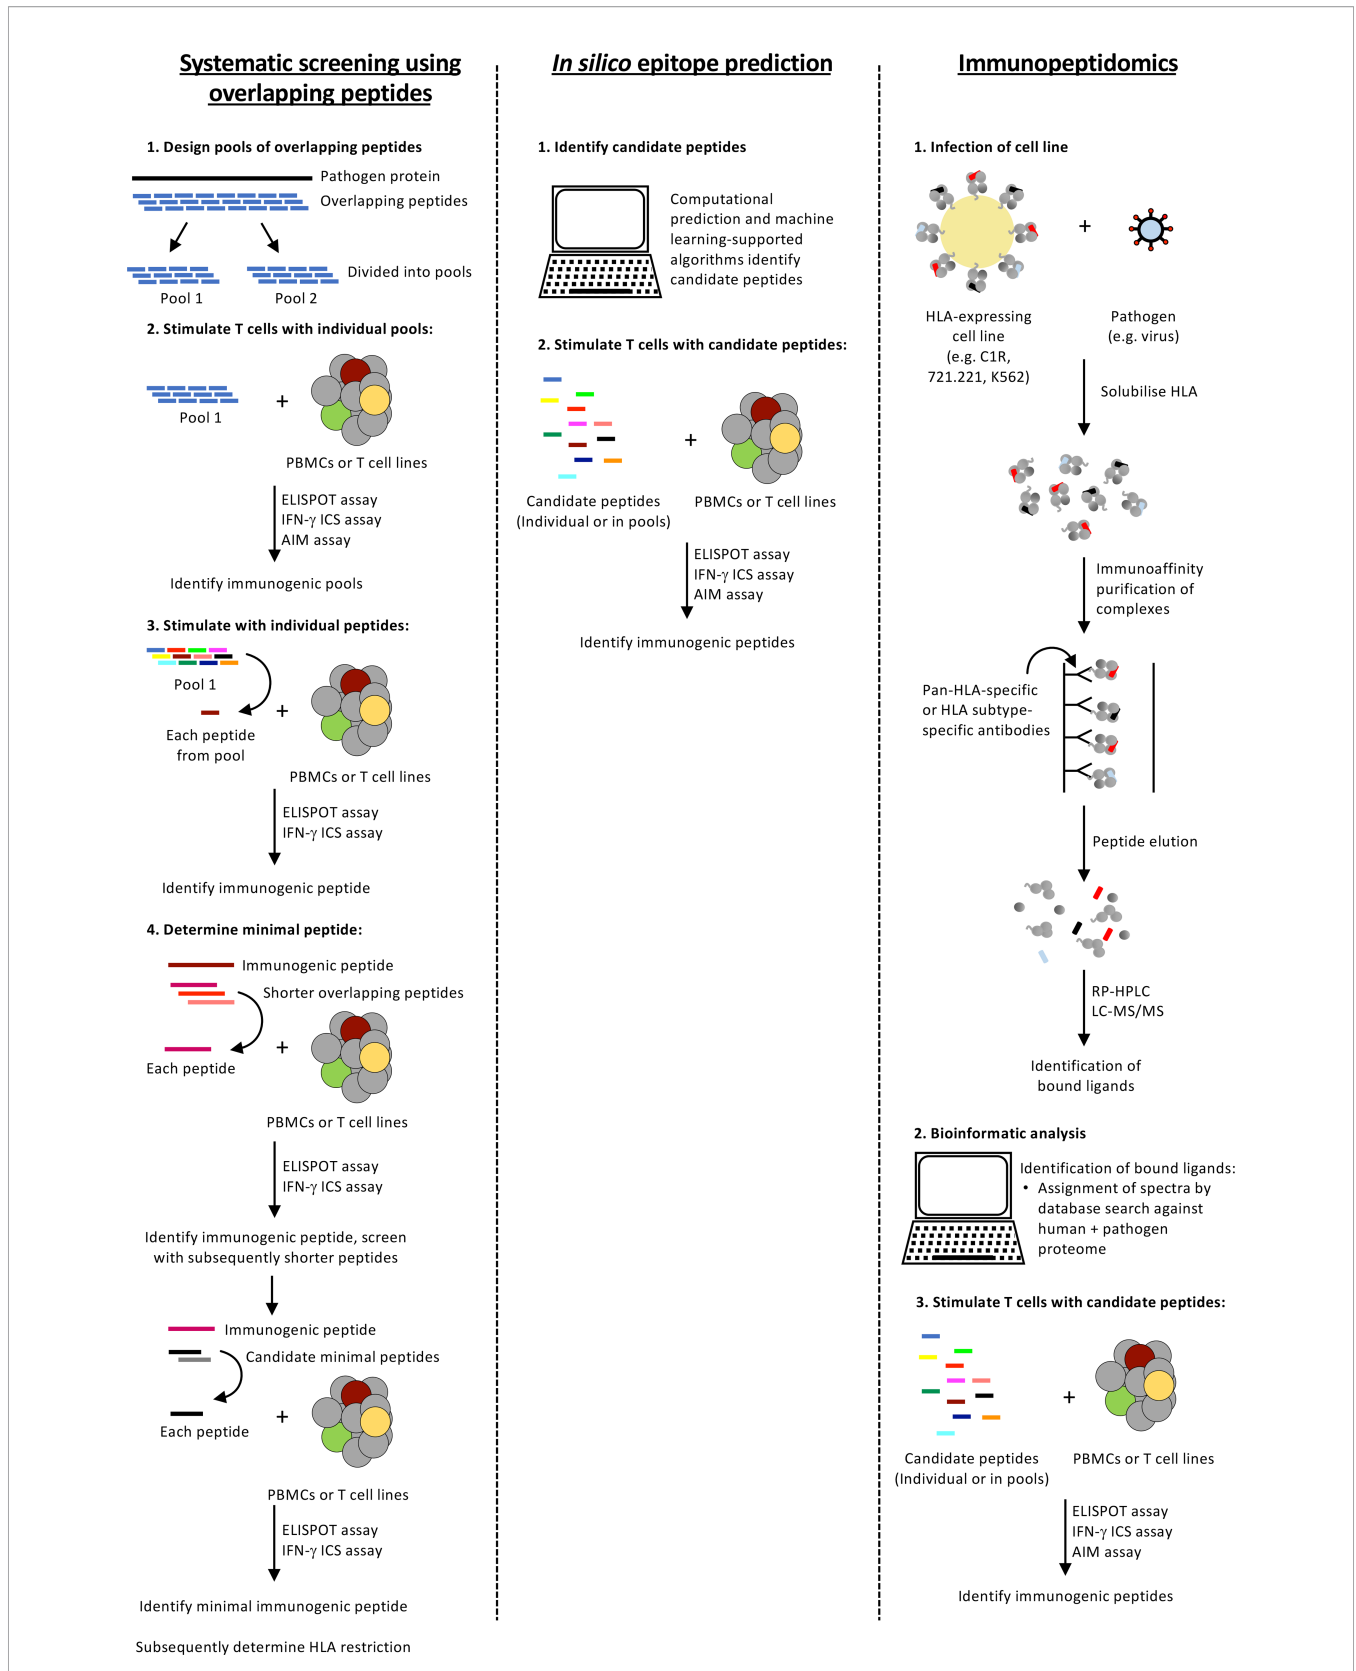 Systematic screening using
overlapping peptides
1. Design pools of overlapping peptides
Pathogen protein
Overlapping peptides
Divided into pools
Pool 1
Pool 2
2. Stimulate T cells with individual pools:
Pool 1
+
PBMCs or T cell lines
ELISPOT assay
IFN-γ ICS assay
AIM assay
Identify immunogenic pools
3. Stimulate with individual peptides:
Pool 1
+
Each peptide
from pool
PBMCs or T cell lines
ELISPOT assay
IFN-γ ICS assay
Identify immunogenic peptide
4. Determine minimal peptide:
Immunogenic peptide
Shorter overlapping peptides
+
Each peptide
PBMCs or T cell lines
ELISPOT assay
IFN-γ ICS assay
Identify immunogenic peptide, screen
with subsequently shorter peptides
Immunogenic peptide
Candidate minimal peptides
+
Each peptide
PBMCs or T cell lines
ELISPOT assay
IFN-γ ICS assay
Identify minimal immunogenic peptide
Subsequently determine HLA restriction
In silico epitope prediction
1. Identify candidate peptides
Computational
prediction and machine
learning-supported
algorithms identify
candidate peptides
2. Stimulate T cells with candidate peptides:
+
Candidate peptides
(Individual or in pools)
PBMCs or T cell lines
ELISPOT assay
IFN-γ ICS assay
AIM assay
Identify immunogenic peptides
Immunopeptidomics
1. Infection of cell line
+
HLA-expressing
cell line
(e.g. C1R,
721.221, K562)
Pathogen
(e.g. virus)
Solubilise HLA
Immunoaffinity
purification of
complexes
Pan-HLA-specific
or HLA subtype-
specific antibodies
Peptide elution
RP-HPLC
LC-MS/MS
Identification of
bound ligands
2. Bioinformatic analysis
Identification of bound ligands:
• Assignment of spectra by
database search against
human + pathogen
proteome
3. Stimulate T cells with candidate peptides:
+
Candidate peptides
(Individual or in pools)
PBMCs or T cell lines
ELISPOT assay
IFN-γ ICS assay
AIM assay
Identify immunogenic peptides